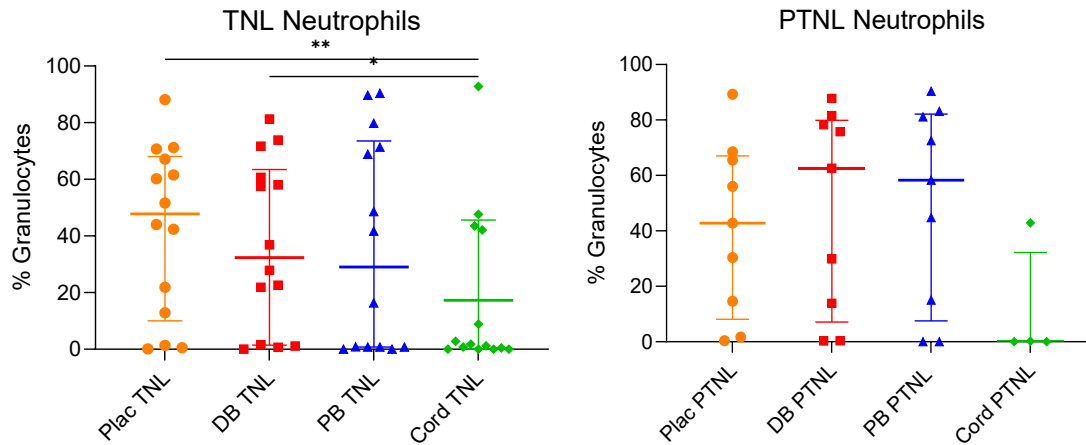 TNL Neutrophils
**
*
% Granulocytes
100
80
60
40
20
0
Plac TNL
DB TNL
PB TNL
Cord TNL
PTNL Neutrophils
% Granulocytes
100
80
60
40
20
0
Plac PTNL
DB PTNL
PB PTNL
Cord PTNL